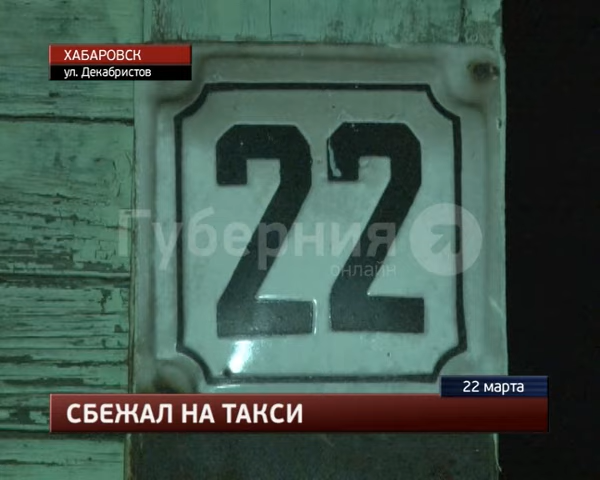 ХАБАРОВСК
ул. Декабристов
22
Губерния
онлайн
22 марта
СБЕЖАЛ НА ТАКСИ